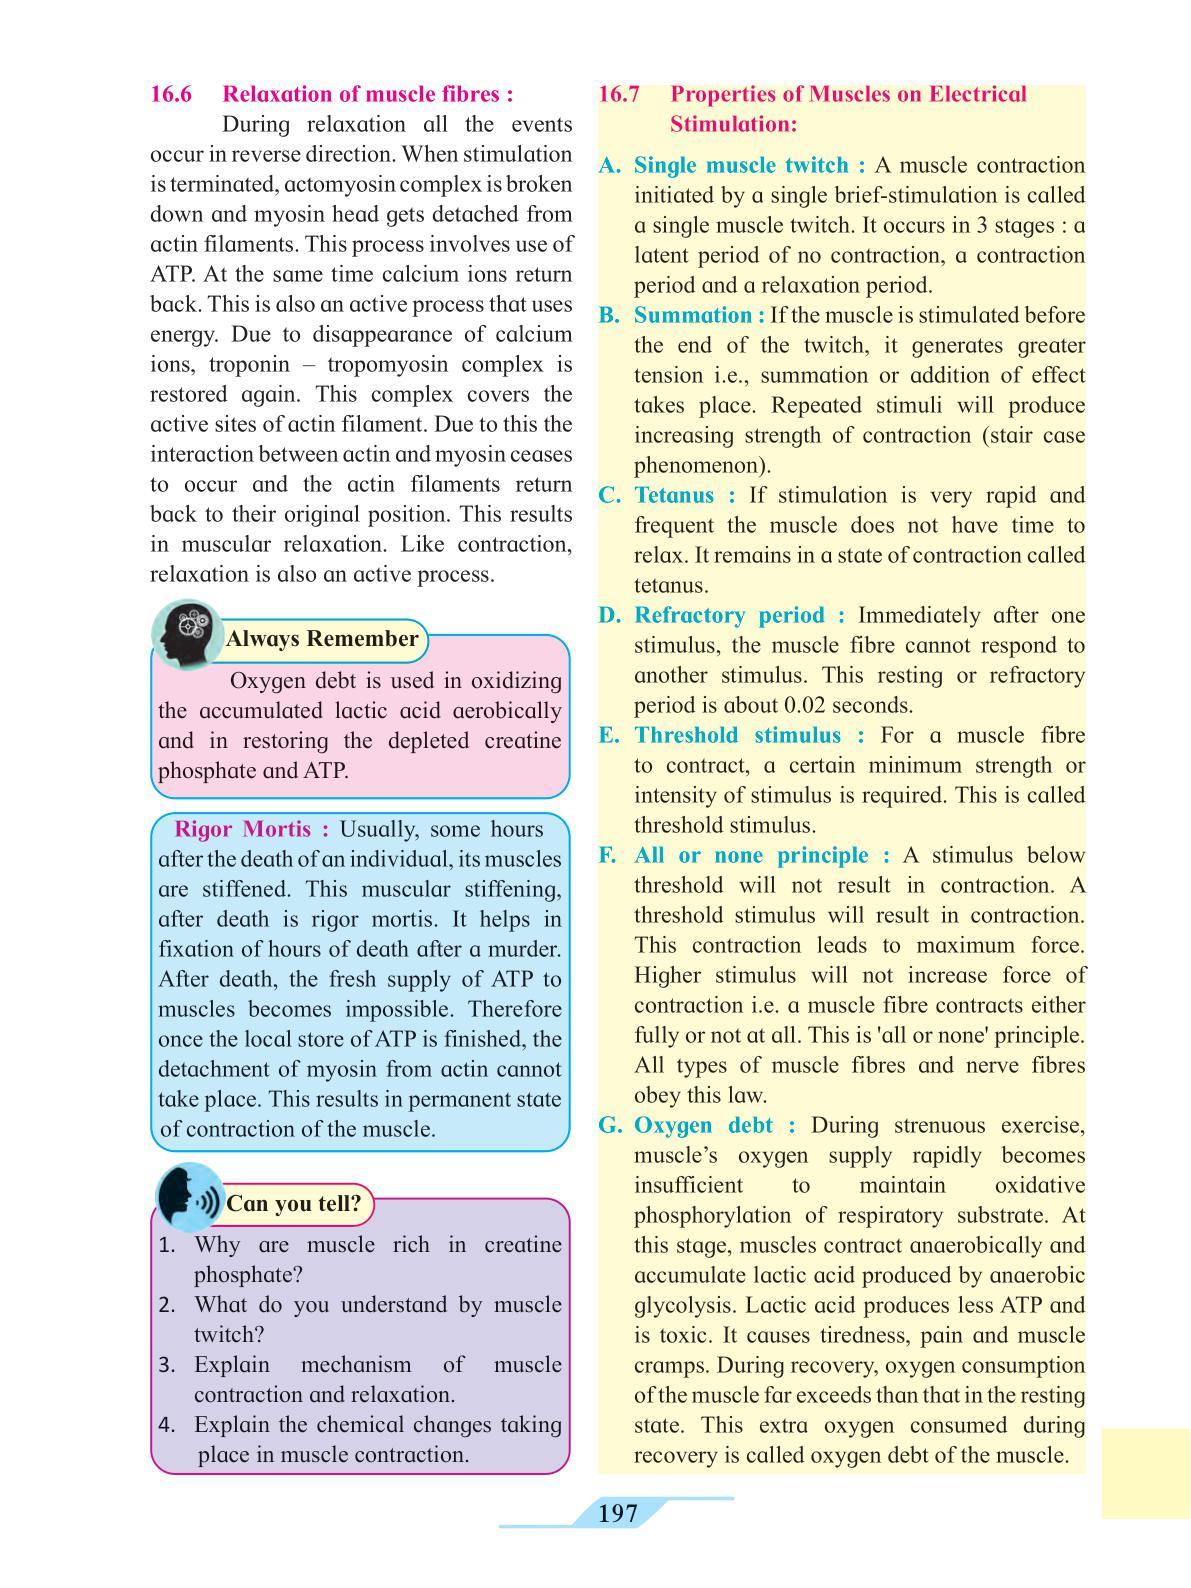 16.6 Relaxation of muscle fibres :
During relaxation all the events
occur in reverse direction. When stimulation
is terminated, actomyosin complex is broken
down and myosin head gets detached from
actin filaments. This process involves use of
ATP. At the same time calcium ions return
back. This is also an active process that uses
energy. Due to disappearance of calcium
ions, troponin – tropomyosin complex is
restored again. This complex covers the
active sites of actin filament. Due to this the
interaction between actin and myosin ceases
to occur and the actin filaments return
back to their original position. This results
in muscular relaxation. Like contraction,
relaxation is also an active process.
Always Remember
Oxygen debt is used in oxidizing
the accumulated lactic acid aerobically
and in restoring the depleted creatine
phosphate and ATP.
Rigor Mortis : Usually, some hours
after the death of an individual, its muscles
are stiffened. This muscular stiffening,
after death is rigor mortis. It helps in
fixation of hours of death after a murder.
After death, the fresh supply of ATP to
muscles becomes impossible. Therefore
once the local store of ATP is finished, the
detachment of myosin from actin cannot
take place. This results in permanent state
of contraction of the muscle.
Can you tell?
1. Why are muscle rich in creatine
phosphate?
2. What do you understand by muscle
twitch?
3. Explain mechanism of muscle
contraction and relaxation.
4. Explain the chemical changes taking
place in muscle contraction.
16.7 Properties of Muscles on Electrical
Stimulation:
A. Single muscle twitch : A muscle contraction
initiated by a single brief-stimulation is called
a single muscle twitch. It occurs in 3 stages : a
latent period of no contraction, a contraction
period and a relaxation period.
B. Summation : If the muscle is stimulated before
the end of the twitch, it generates greater
tension i.e., summation or addition of effect
takes place. Repeated stimuli will produce
increasing strength of contraction (stair case
phenomenon).
C. Tetanus : If stimulation is very rapid and
frequent the muscle does not have time to
relax. It remains in a state of contraction called
tetanus.
D. Refractory period : Immediately after one
stimulus, the muscle fibre cannot respond to
another stimulus. This resting or refractory
period is about 0.02 seconds.
E. Threshold stimulus : For a muscle fibre
to contract, a certain minimum strength or
intensity of stimulus is required. This is called
threshold stimulus.
F. All or none principle : A stimulus below
threshold will not result in contraction. A
threshold stimulus will result in contraction.
This contraction leads to maximum force.
Higher stimulus will not increase force of
contraction i.e. a muscle fibre contracts either
fully or not at all. This is 'all or none' principle.
All types of muscle fibres and nerve fibres
obey this law.
G. Oxygen debt : During strenuous exercise,
muscle’s oxygen supply rapidly becomes
insufficient to maintain oxidative
phosphorylation of respiratory substrate. At
this stage, muscles contract anaerobically and
accumulate lactic acid produced by anaerobic
glycolysis. Lactic acid produces less ATP and
is toxic. It causes tiredness, pain and muscle
cramps. During recovery, oxygen consumption
of the muscle far exceeds than that in the resting
state. This extra oxygen consumed during
recovery is called oxygen debt of the muscle.
197